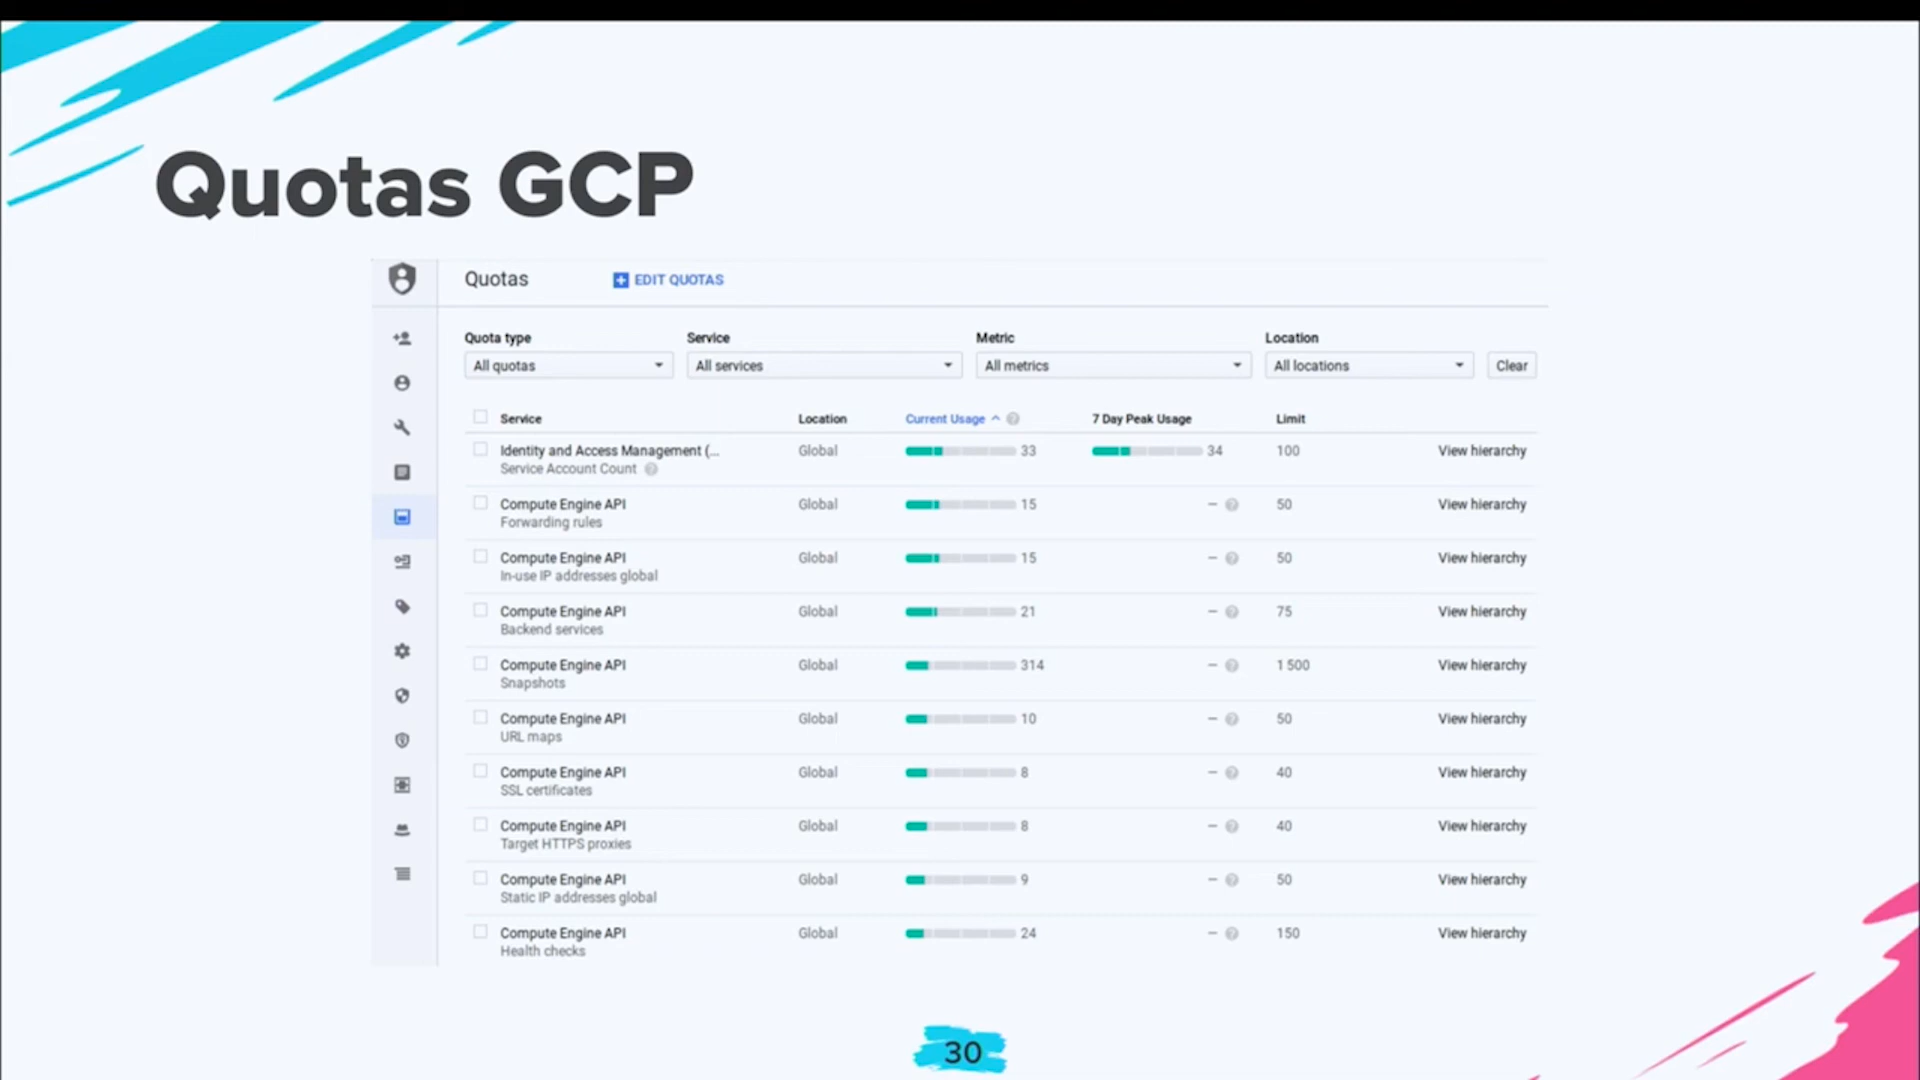 Quotas GCP
Quotas
EDIT QUOTAS
Quota type Service Metric Location
All quotas All services All metrics All locations Clear
Service Location Current Usage 7 Day Peak Usage Limit
Identity and Access Management (... Global 33 34 100 View hierarchy
Service Account Count
Compute Engine API Global 15 – 50 View hierarchy
Forwarding rules
Compute Engine API Global 15 – 50 View hierarchy
In-use IP addresses global
Compute Engine API Global 21 – 75 View hierarchy
Backend services
Compute Engine API Global 314 – 1 500 View hierarchy
Snapshots
Compute Engine API Global 10 – 50 View hierarchy
URL maps
Compute Engine API Global 8 – 40 View hierarchy
SSL certificates
Compute Engine API Global 8 – 40 View hierarchy
Target HTTPS proxies
Compute Engine API Global 9 – 50 View hierarchy
Static IP addresses global
Compute Engine API Global 24 – 150 View hierarchy
Health checks
30